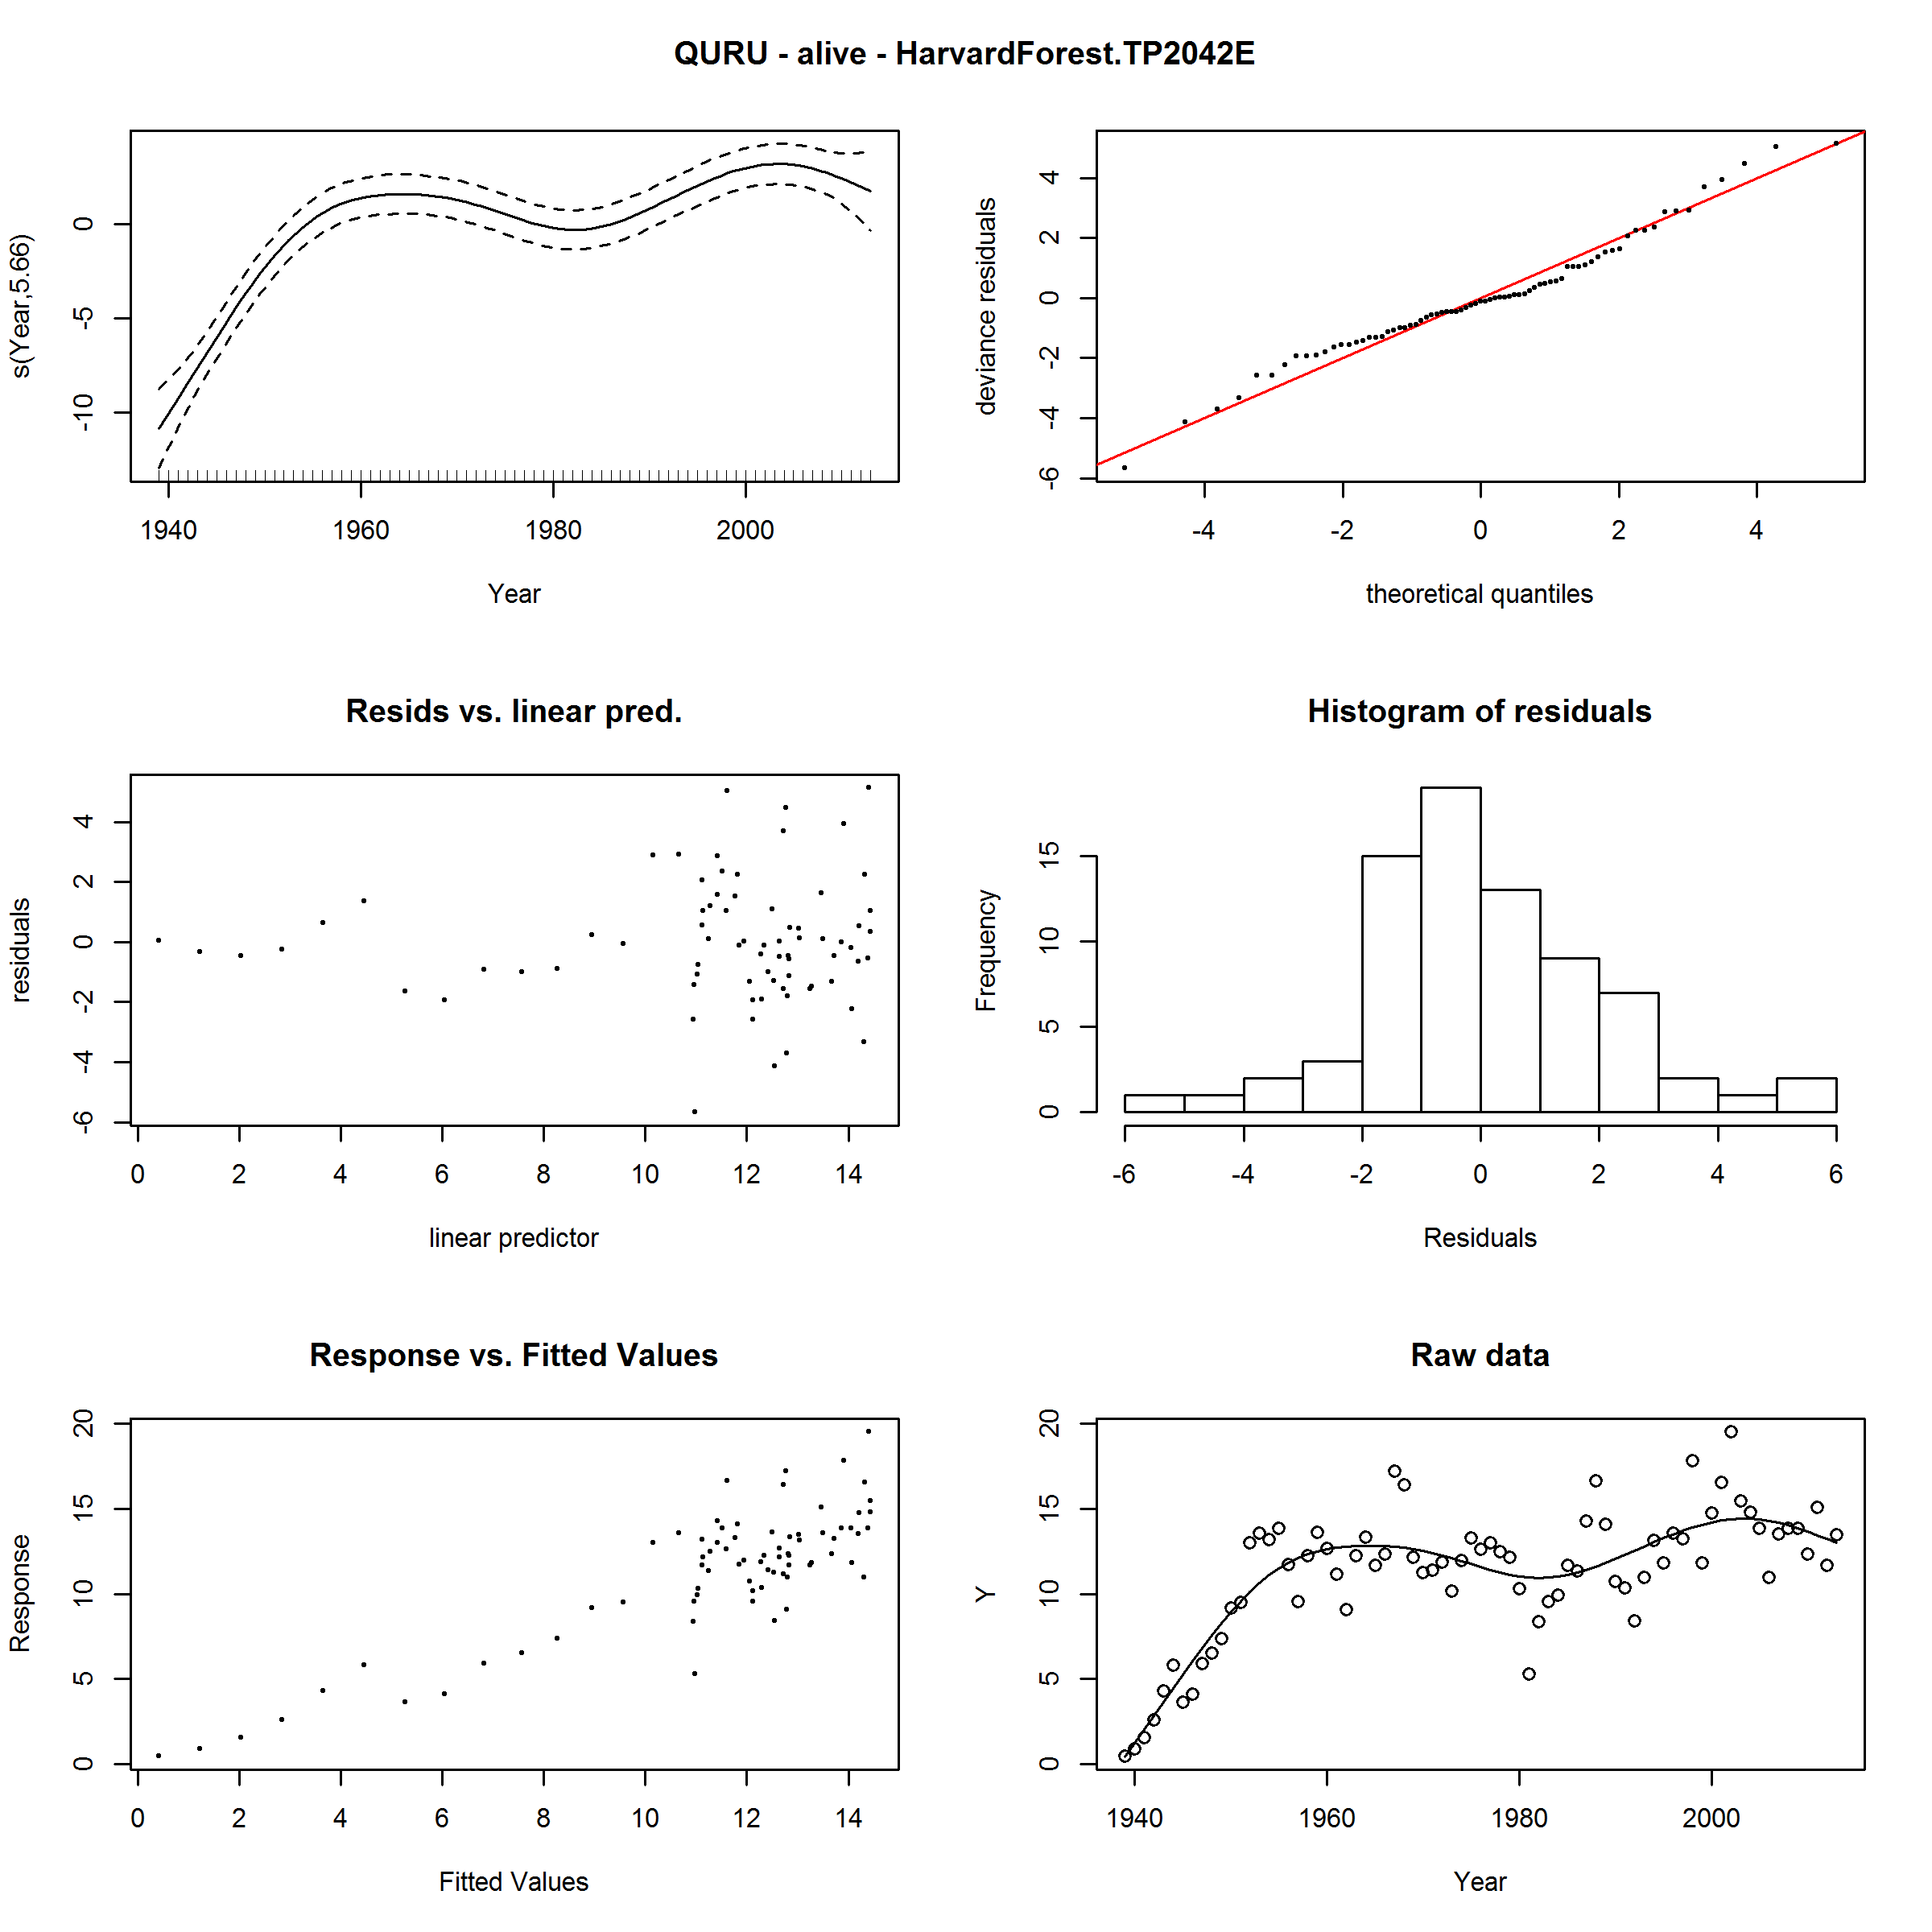 QURU - alive - HarvardForest.TP2042E
s(Year,5.66)
0
-5
-10
1940 1960 1980 2000
Year
deviance residuals
4
2
0
-2
-4
-6
-4 -2 0 2 4
theoretical quantiles
Resids vs. linear pred.
residuals
4
2
0
-2
-4
-6
0 2 4 6 8 10 12 14
linear predictor
Histogram of residuals
Frequency
15
10
5
0
-6 -4 -2 0 2 4 6
Residuals
Response vs. Fitted Values
Response
20
15
10
5
0
0 2 4 6 8 10 12 14
Fitted Values
Raw data
Y
20
15
10
5
0
1940 1960 1980 2000
Year